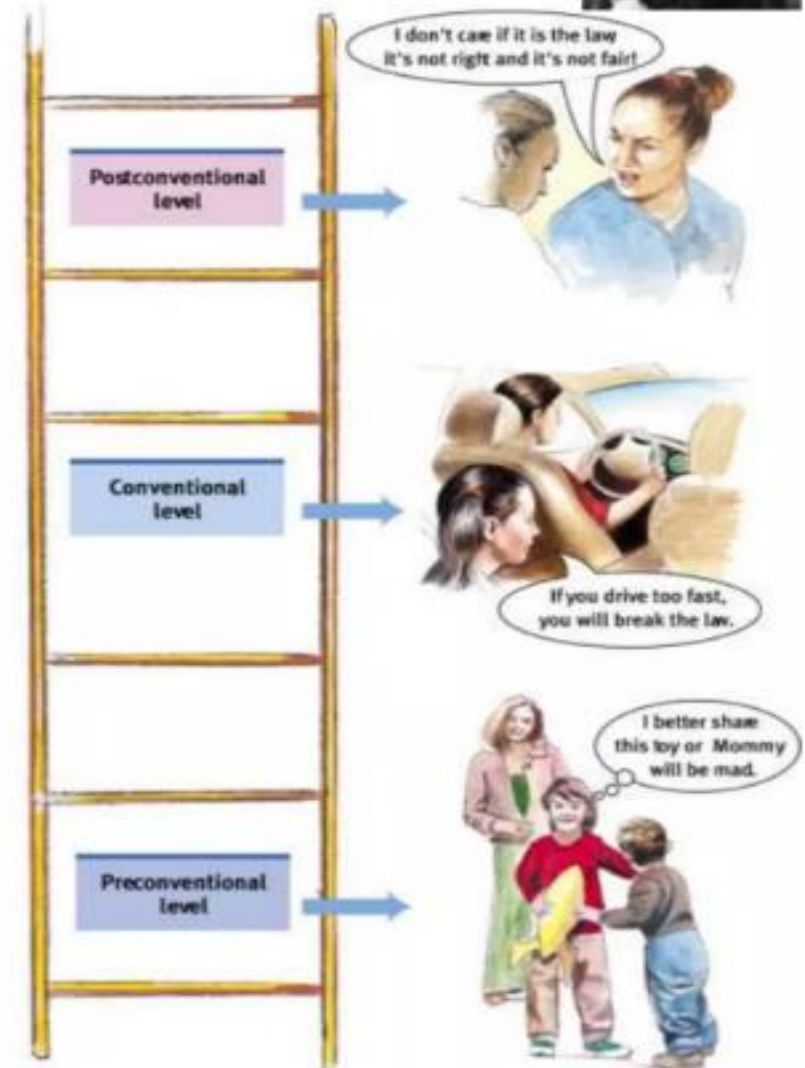 I don't care if it is the law
it's not right and it's not fair!
Postconventional
level
Conventional
level
If you drive too fast,
you will break the law.
I better share
this toy or Mommy
will be mad.
Preconventional
level